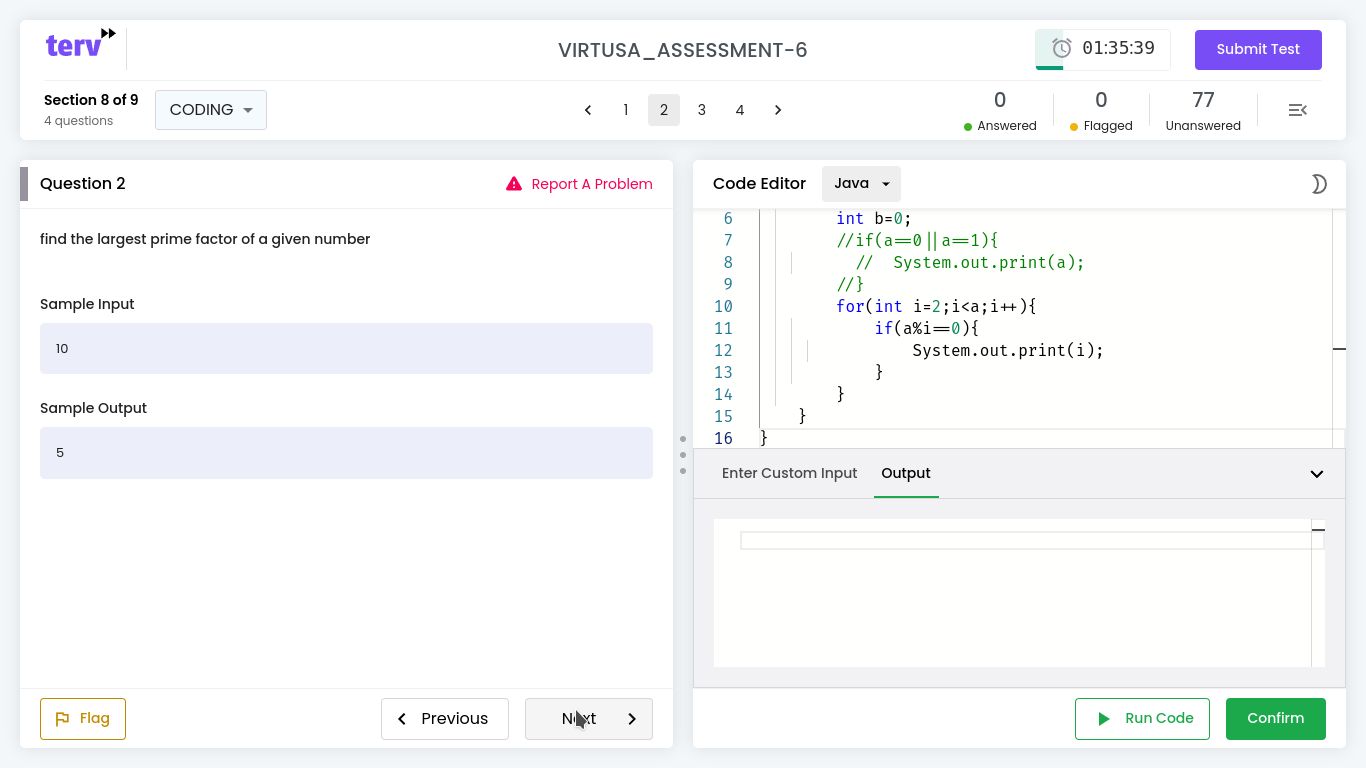 terv
VIRTUSA_ASSESSMENT-6
01:35:39
Submit Test
Section 8 of 9
4 questions
CODING
1
2
3
4
0
Answered
0
Flagged
77
Unanswered
Question 2
Report A Problem
find the largest prime factor of a given number
Sample Input
10
Sample Output
5
Flag
Previous
Next
Code Editor
Java
6 int b=0;
7 //if(a==0||a==1){
8 // System.out.print(a);
9 //}
10 for(int i=2;i<a;i++){
11 if(a%i==0){
12 System.out.print(i);
13 }
14 }
15 }
16 }
Enter Custom Input
Output
Run Code
Confirm